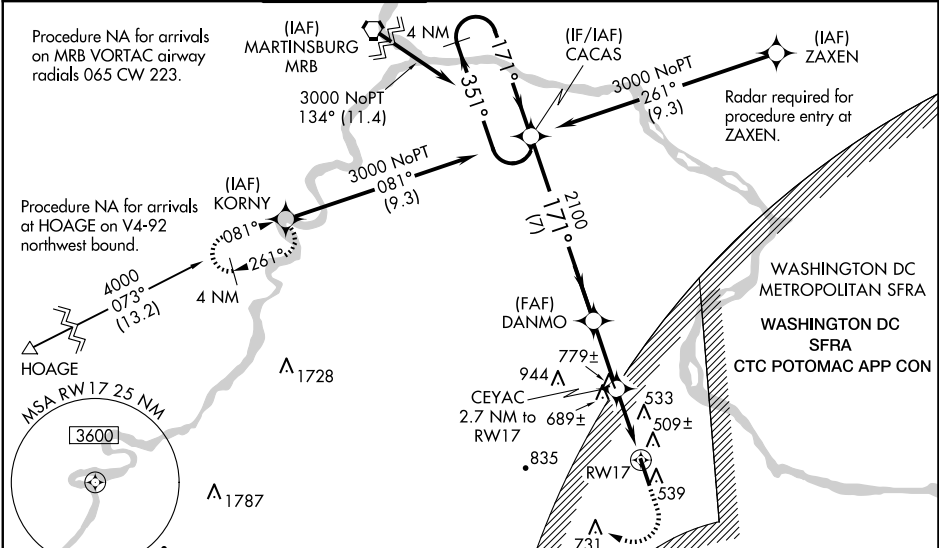 Procedure NA for arrivals
on MRB VORTAC airway
radials 065 CW 223.
(IAF)
MARTINSBURG
MRB
3000 NoPT
134° (11.4)
4 NM
171°
351°
(IF/IAF)
CACAS
(IAF)
ZAXEN
3000 NoPT
261°
(9.3)
Radar required for
procedure entry at
ZAXEN.
3000 NoPT
081°
(9.3)
(IAF)
KORNY
Procedure NA for arrivals
at HOAGE on V4-92
northwest bound.
081°
261°
4 NM
4000
073°
(13.2)
HOAGE
2100
171°
(7)
(FAF)
DANMO
WASHINGTON DC
METROPOLITAN SFRA
WASHINGTON DC
SFRA
CTC POTOMAC APP CON
1728
779±
944
CEYAC
2.7 NM to
RW17
689±
533
509±
835
RW17
539
731
MSA RW17 25 NM
3600
1787